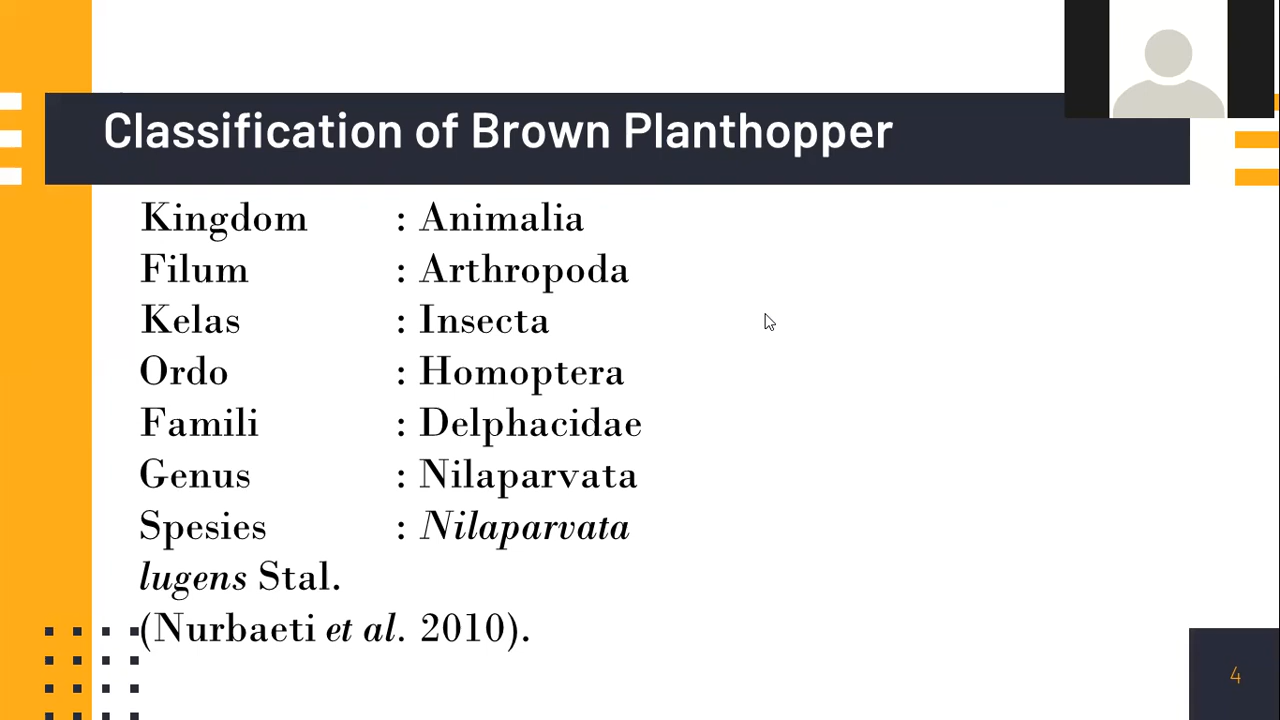 Classification of Brown Planthopper
Kingdom : Animalia
Filum : Arthropoda
Kelas : Insecta
Ordo : Homoptera
Famili : Delphacidae
Genus : Nilaparvata
Spesies : Nilaparvata
lugens Stal.
(Nurbaeti et al. 2010).
4